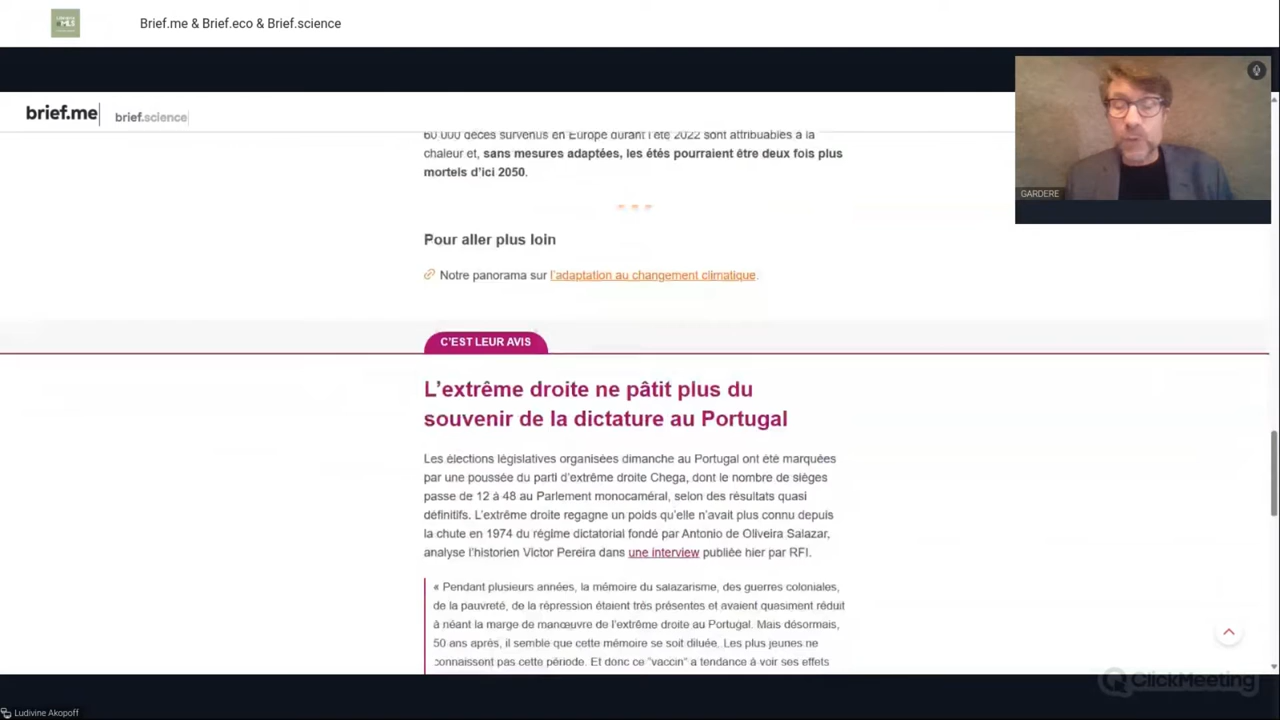 Brief.me & Brief.eco & Brief.science
brief.me
brief.science
60 000 décès survenus en Europe durant l'été 2022 sont attribuables à la
chaleur et, sans mesures adaptées, les étés pourraient être deux fois plus
mortels d'ici 2050.
GARDERE
Pour aller plus loin
Notre panorama sur l'adaptation au changement climatique.
C'EST LEUR AVIS
L'extrême droite ne pâtit plus du
souvenir de la dictature au Portugal
Les élections législatives organisées dimanche au Portugal ont été marquées
par une poussée du parti d'extrême droite Chega, dont le nombre de sièges
passe de 12 à 48 au Parlement monocaméral, selon des résultats quasi
définitifs. L'extrême droite regagne un poids qu'elle n'avait plus connu depuis
la chute en 1974 du régime dictatorial fondé par Antonio de Oliveira Salazar,
analyse l'historien Victor Pereira dans une interview publiée hier par RFI.
« Pendant plusieurs années, la mémoire du salazarisme, des guerres coloniales,
de la pauvreté, de la répression étaient très présentes et avaient quasiment réduit
à néant la marge de manœuvre de l'extrême droite au Portugal. Mais désormais,
50 ans après, il semble que cette mémoire se soit diluée. Les plus jeunes ne
connaissent pas cette période. Et donc ce "vaccin" a tendance à voir ses effets
ClickMeeting
Ludivine Akopoff